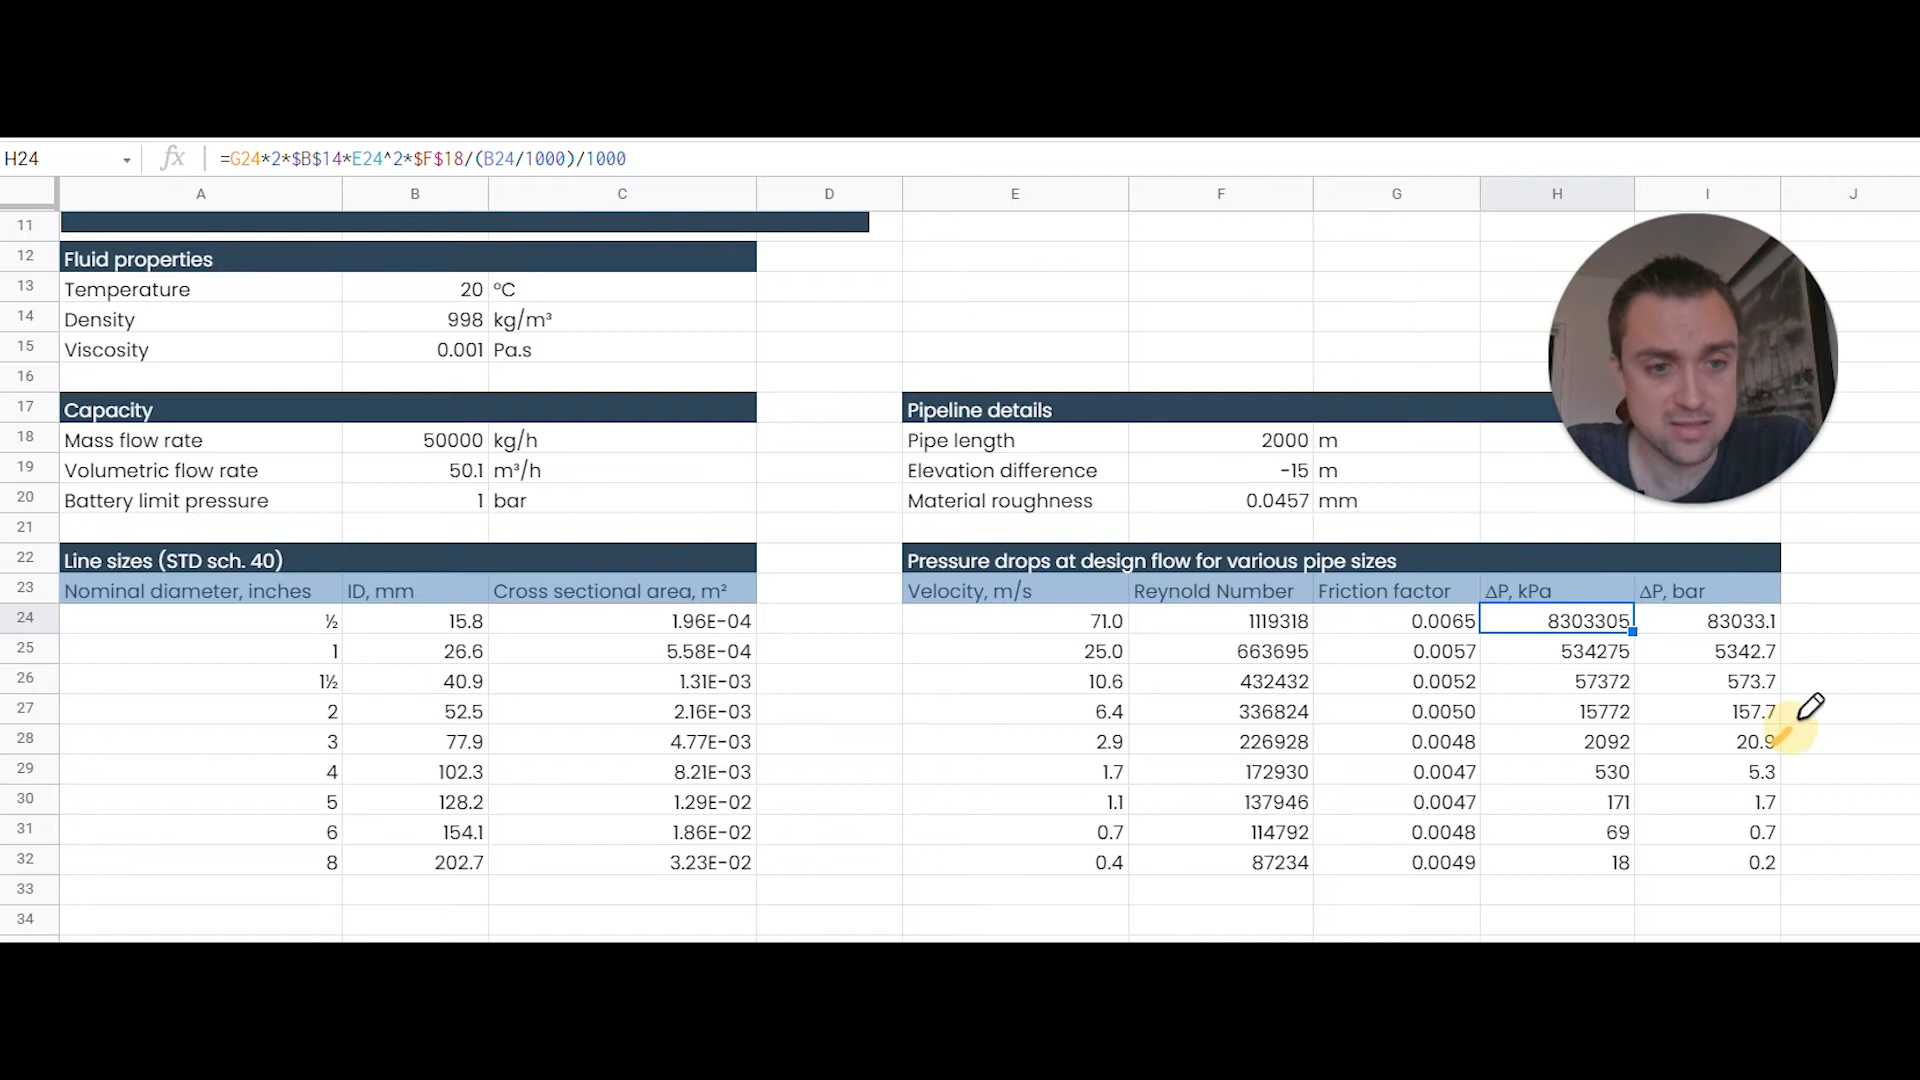 H24 fx =G24*2*$B$14*E24^2*$F$18/(B24/1000)/1000
A B C D E F G H I J
11
12 Fluid properties
13 Temperature 20 °C
14 Density 998 kg/m³
15 Viscosity 0.001 Pa.s
16
17 Capacity Pipeline details
18 Mass flow rate 50000 kg/h Pipe length 2000 m
19 Volumetric flow rate 50.1 m³/h Elevation difference -15 m
20 Battery limit pressure 1 bar Material roughness 0.0457 mm
21
22 Line sizes (STD sch. 40) Pressure drops at design flow for various pipe sizes
23 Nominal diameter, inches ID, mm Cross sectional area, m² Velocity, m/s Reynold Number Friction factor ΔP, kPa ΔP, bar
24 ½ 15.8 1.96E-04 71.0 1119318 0.0065 8303305 83033.1
25 1 26.6 5.58E-04 25.0 663695 0.0057 534275 5342.7
26 1½ 40.9 1.31E-03 10.6 432432 0.0052 57372 573.7
27 2 52.5 2.16E-03 6.4 336824 0.0050 15772 157.7
28 3 77.9 4.77E-03 2.9 226928 0.0048 2092 20.9
29 4 102.3 8.21E-03 1.7 172930 0.0047 530 5.3
30 5 128.2 1.29E-02 1.1 137946 0.0047 171 1.7
31 6 154.1 1.86E-02 0.7 114792 0.0048 69 0.7
32 8 202.7 3.23E-02 0.4 87234 0.0049 18 0.2
33
34